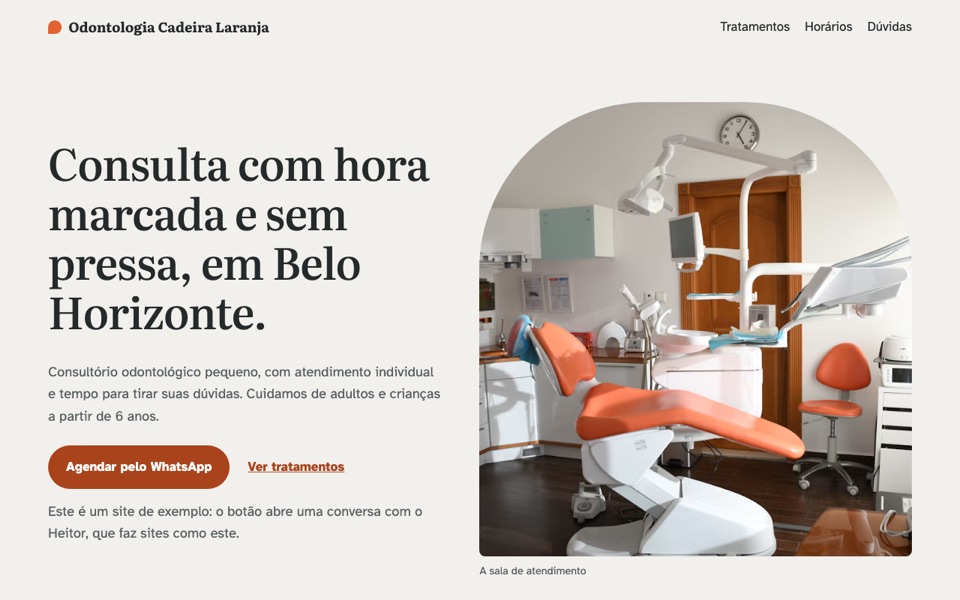 Odontologia Cadeira Laranja
Tratamentos Horários Dúvidas
Consulta com hora
marcada e sem
pressa, em Belo
Horizonte.
Consultório odontológico pequeno, com atendimento individual
e tempo para tirar suas dúvidas. Cuidamos de adultos e crianças
a partir de 6 anos.
Agendar pelo WhatsApp Ver tratamentos
Este é um site de exemplo: o botão abre uma conversa com o
Heitor, que faz sites como este.
A sala de atendimento